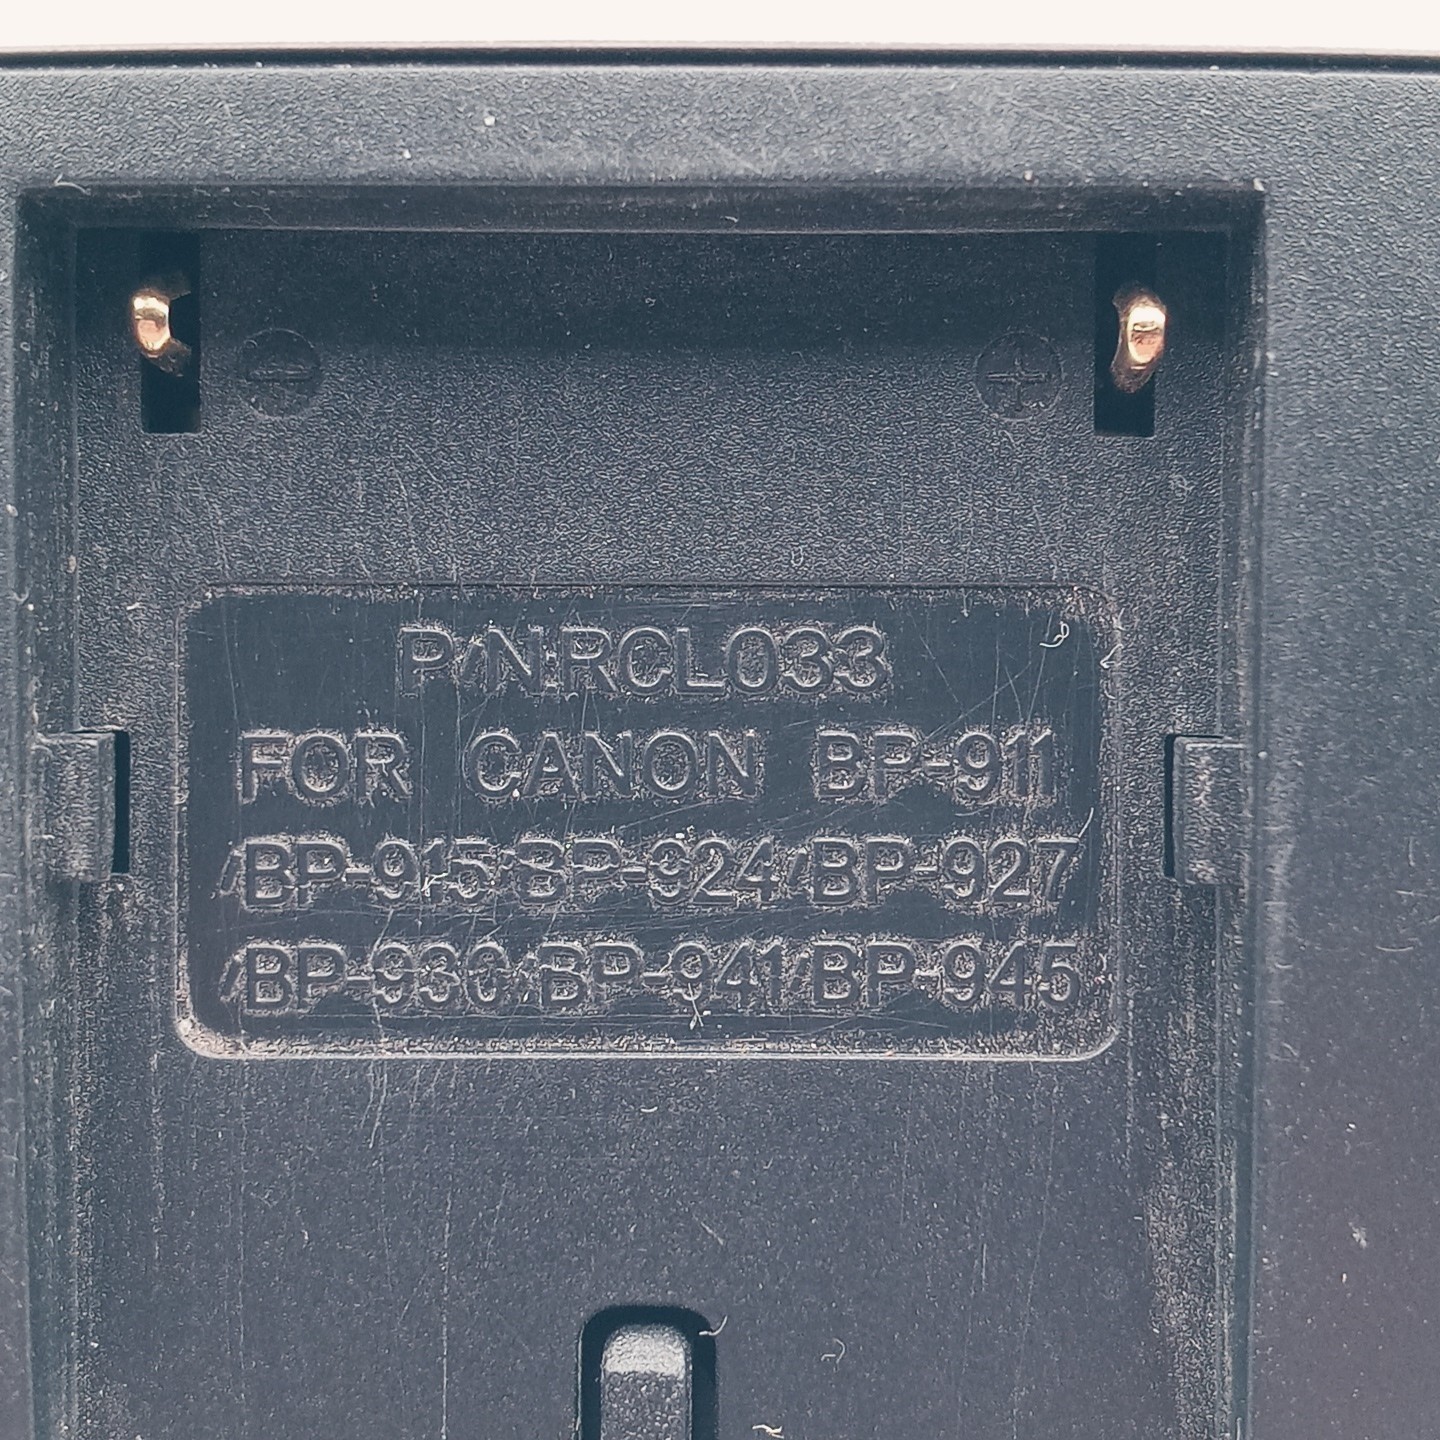 P/N:RCL033
FOR CANON BP-911
/BP-915/BP-924/BP-927
/BP-930/BP-941/BP-945